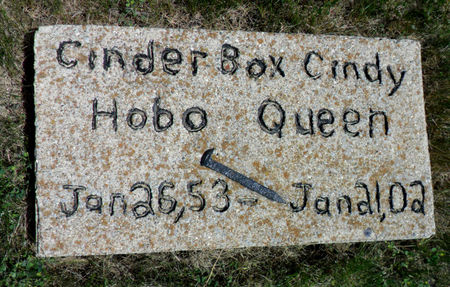 Cinder Box Cindy
Hobo Queen
Jan 26, 53 - Jan 21, 02